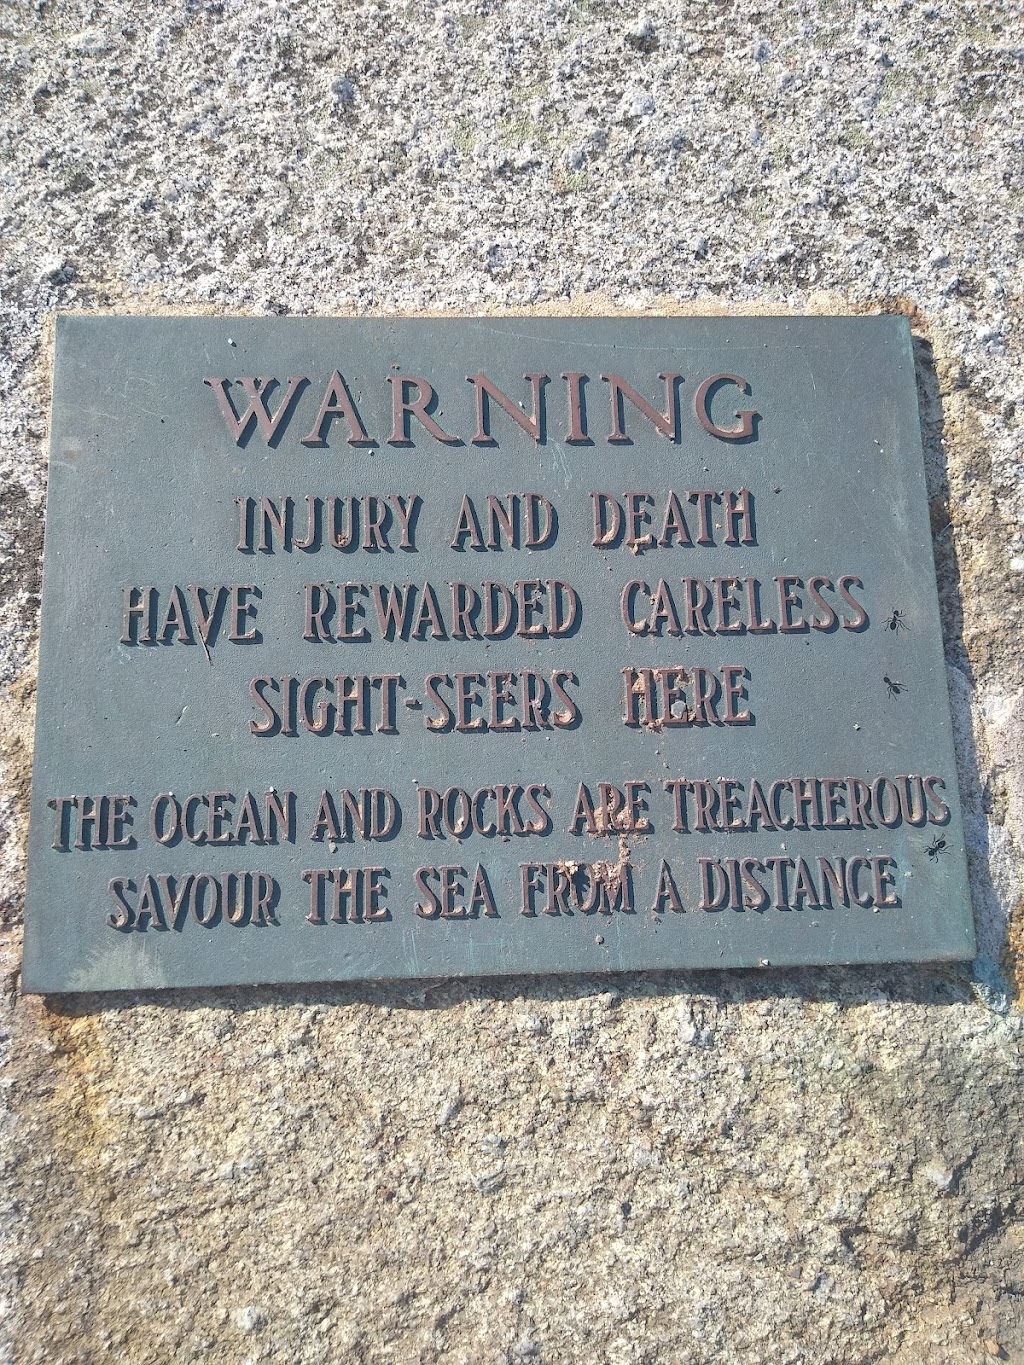 WARNING
INJURY AND DEATH
HAVE REWARDED CARELESS
SIGHT-SEERS HERE
THE OCEAN AND ROCKS ARE TREACHEROUS
SAVOUR THE SEA FROM A DISTANCE